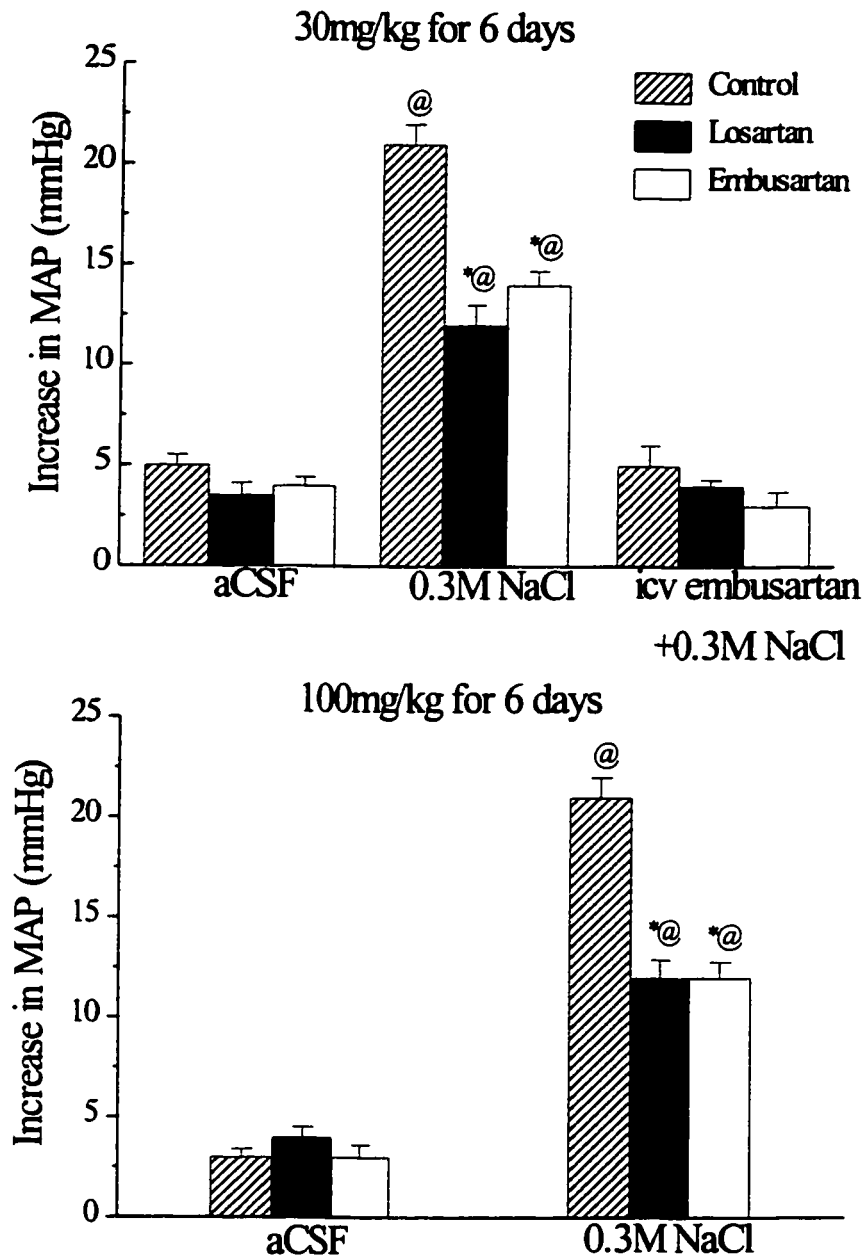 30mg/kg for 6 days
25
20
15
10
5
0
Increase in MAP (mmHg)
Control
Losartan
Embusartan
@
*@
*@
aCSF
0.3M NaCl
icv embusartan
+0.3M NaCl
100mg/kg for 6 days
25
20
15
10
5
0
Increase in MAP (mmHg)
@
*@
*@
aCSF
0.3M NaCl